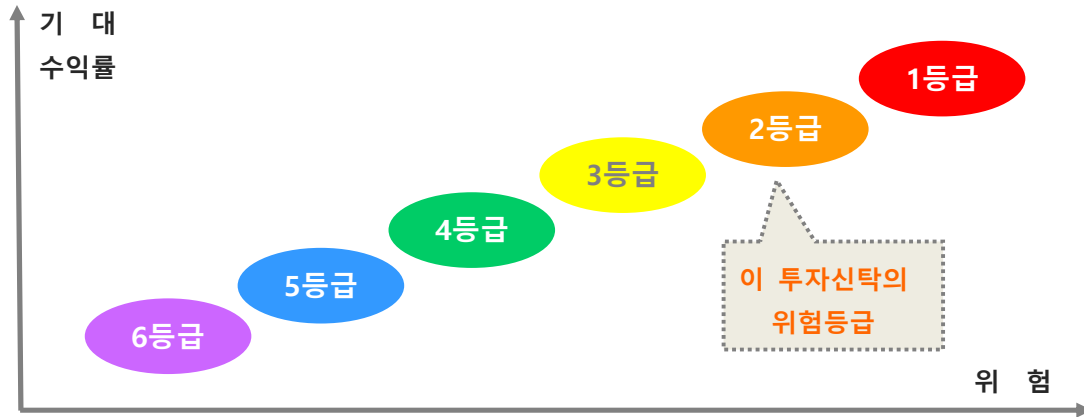 기 대
수익률
1등급
2등급
3등급
4등급
5등급
6등급
이 투자신탁의
위험등급
위 험